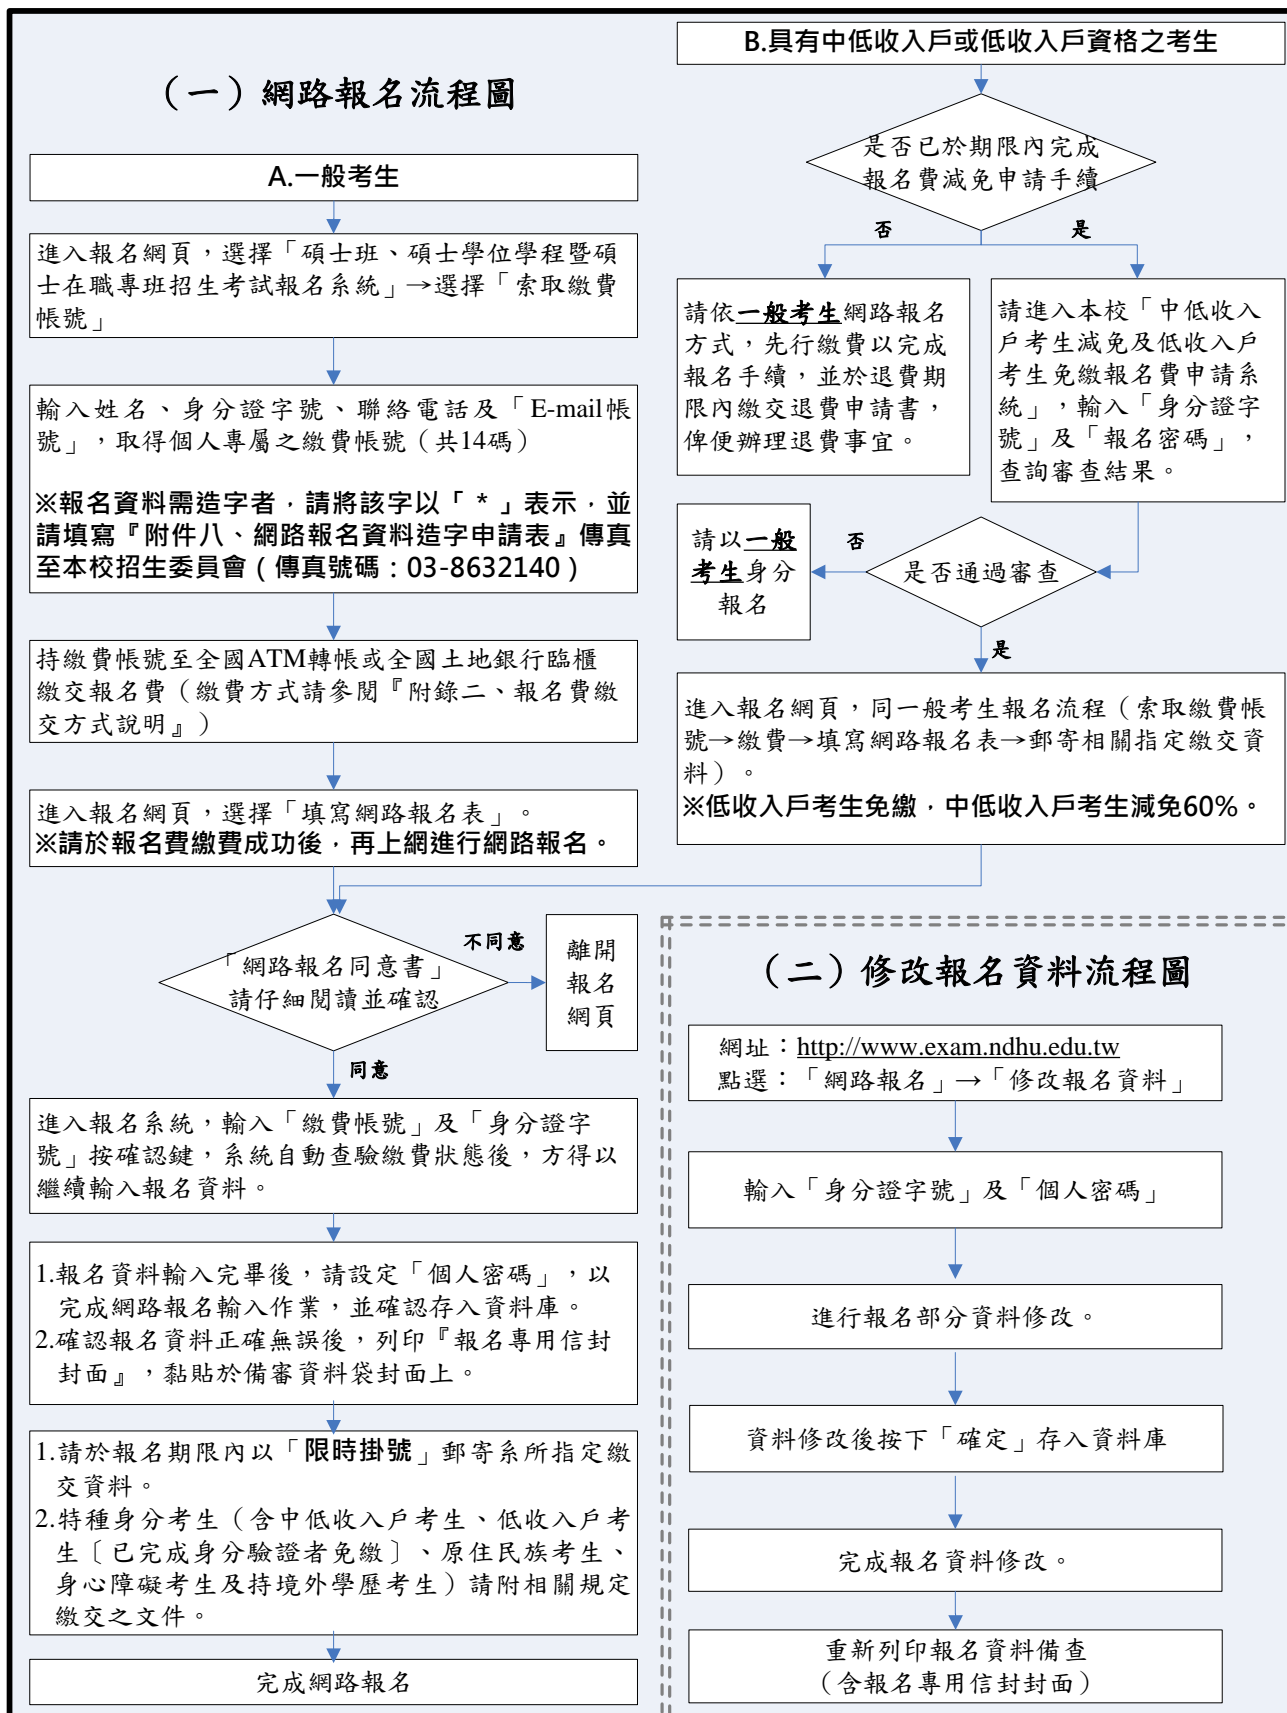 （一）網路報名流程圖
A.一般考生
進入報名網頁，選擇「碩士班、碩士學位學程暨碩
士在職專班招生考試報名系統」→選擇「索取繳費
帳號」
輸入姓名、身分證字號、聯絡電話及「E-mail帳
號」，取得個人專屬之繳費帳號（共14碼）
※報名資料需造字者，請將該字以「 * 」表示，並
請填寫『附件八、網路報名資料造字申請表』傳真
至本校招生委員會（傳真號碼：03-8632140）
持繳費帳號至全國ATM轉帳或全國土地銀行臨櫃
繳交報名費（繳費方式請參閱『附錄二、報名費繳
交方式說明』）
進入報名網頁，選擇「填寫網路報名表」。
※請於報名費繳費成功後，再上網進行網路報名。
「網路報名同意書」
請仔細閱讀並確認
不同意
離開
報名
網頁
同意
進入報名系統，輸入「繳費帳號」及「身分證字
號」按確認鍵，系統自動查驗繳費狀態後，方得以
繼續輸入報名資料。
1.報名資料輸入完畢後，請設定「個人密碼」，以
完成網路報名輸入作業，並確認存入資料庫。
2.確認報名資料正確無誤後，列印『報名專用信封
封面』，黏貼於備審資料袋封面上。
1.請於報名期限內以「限時掛號」郵寄系所指定繳
交資料。
2.特種身分考生（含中低收入戶考生、低收入戶考
生〔已完成身分驗證者免繳〕、原住民族考生、
身心障礙考生及持境外學歷考生）請附相關規定
繳交之文件。
完成網路報名
B.具有中低收入戶或低收入戶資格之考生
是否已於期限內完成
報名費減免申請手續
否
是
請依一般考生網路報名
方式，先行繳費以完成
報名手續，並於退費期
限內繳交退費申請書，
俾便辦理退費事宜。
請進入本校「中低收入
戶考生減免及低收入戶
考生免繳報名費申請系
統」，輸入「身分證字
號」及「報名密碼」，
查詢審查結果。
是否通過審查
否
請以一般
考生身分
報名
是
進入報名網頁，同一般考生報名流程（索取繳費帳
號→繳費→填寫網路報名表→郵寄相關指定繳交資
料）。
※低收入戶考生免繳，中低收入戶考生減免60%。
（二）修改報名資料流程圖
網址：http://www.exam.ndhu.edu.tw
點選：「網路報名」→「修改報名資料」
輸入「身分證字號」及「個人密碼」
進行報名部分資料修改。
資料修改後按下「確定」存入資料庫
完成報名資料修改。
重新列印報名資料備查
（含報名專用信封封面）